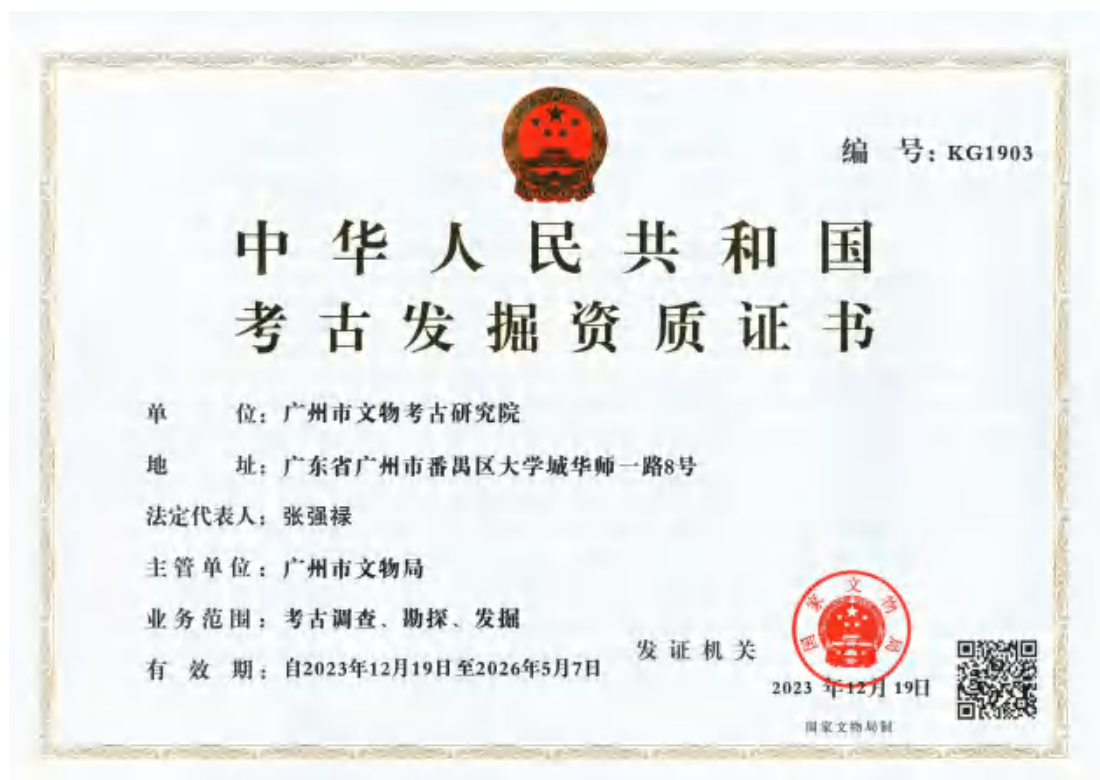 编 号：KG1903
中华人民共和国
考古发掘资质证书
单 位：广州市文物考古研究院
地 址：广东省广州市番禺区大学城华师一路8号
法定代表人：张强禄
主管单位：广州市文物局
业务范围：考古调查、勘探、发掘
有 效 期：自2023年12月19日至2026年5月7日
发证机关
国家文物局
2023 年12月 19日
国家文物局制